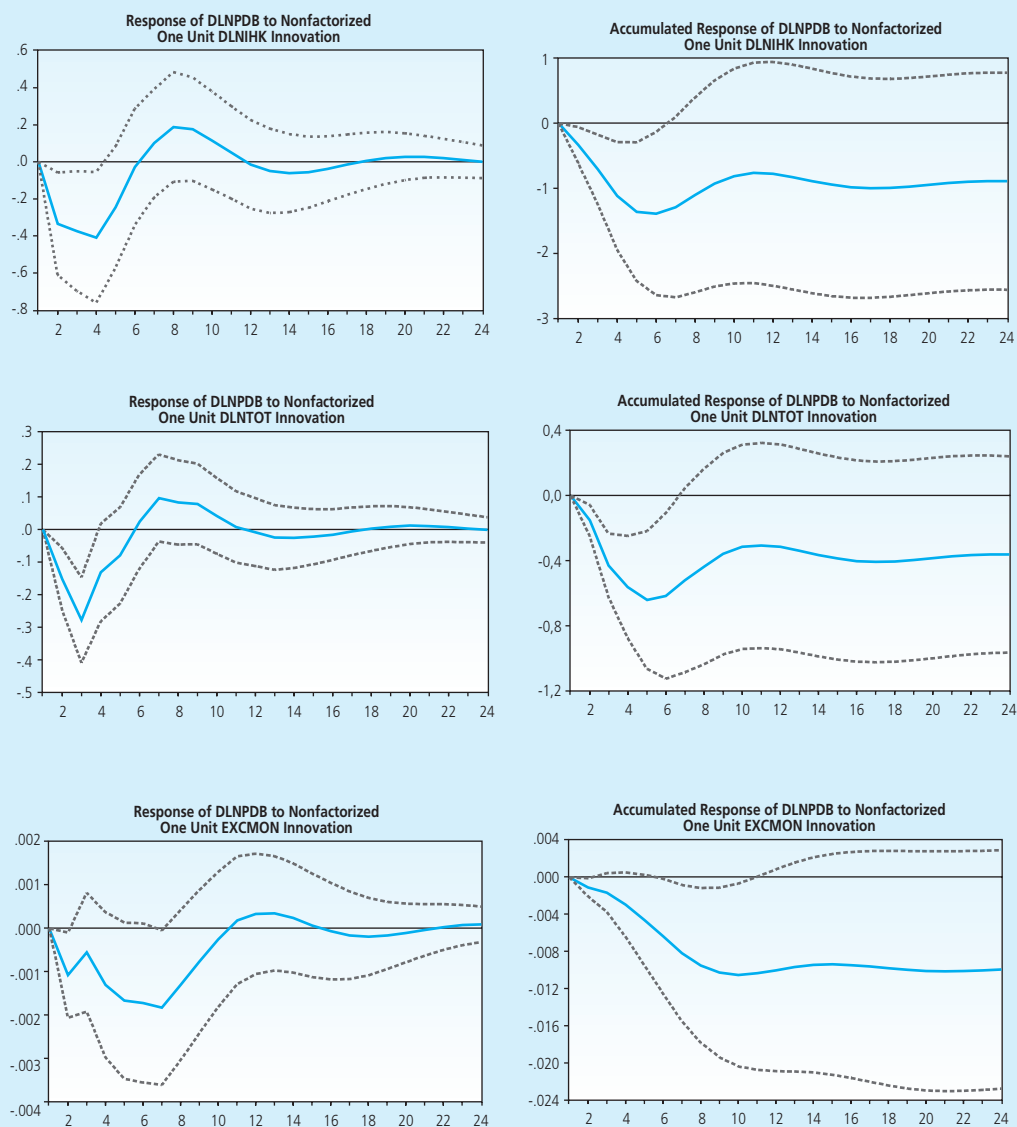 Response of DLNPDB to Nonfactorized
One Unit DLNIHK Innovation
.6
.4
.2
.0
-.2
-.4
-.6
-.8
2 4 6 8 10 12 14 16 18 20 22 24
Accumulated Response of DLNPDB to Nonfactorized
One Unit DLNIHK Innovation
1
0
-1
-2
-3
2 4 6 8 10 12 14 16 18 20 22 24
Response of DLNPDB to Nonfactorized
One Unit DLNTOT Innovation
.3
.2
.1
.0
-.1
-.2
-.3
-.4
-.5
2 4 6 8 10 12 14 16 18 20 22 24
Accumulated Response of DLNPDB to Nonfactorized
One Unit DLNTOT Innovation
0,4
0,0
-0,4
-0,8
-1,2
2 4 6 8 10 12 14 16 18 20 22 24
Response of DLNPDB to Nonfactorized
One Unit EXCMON Innovation
.002
.001
.000
-.001
-.002
-.003
-.004
2 4 6 8 10 12 14 16 18 20 22 24
Accumulated Response of DLNPDB to Nonfactorized
One Unit EXCMON Innovation
.004
.000
-.004
-.008
-.012
-.016
-.020
-.024
2 4 6 8 10 12 14 16 18 20 22 24